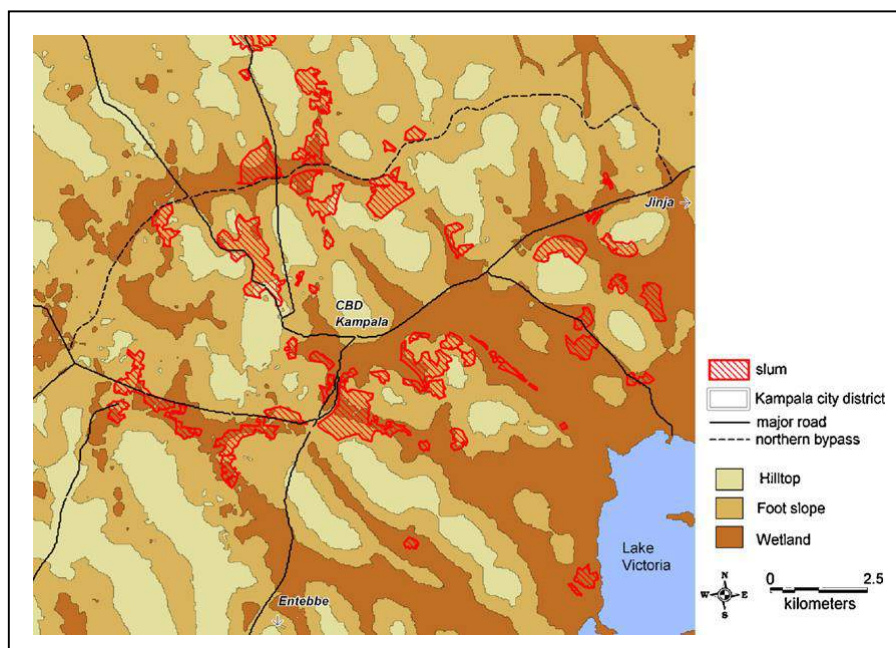 Jinja
CBD
Kampala
Entebbe
Lake
Victoria
slum
Kampala city district
major road
northern bypass
Hilltop
Foot slope
Wetland
N
W E
S
0 2.5
kilometers